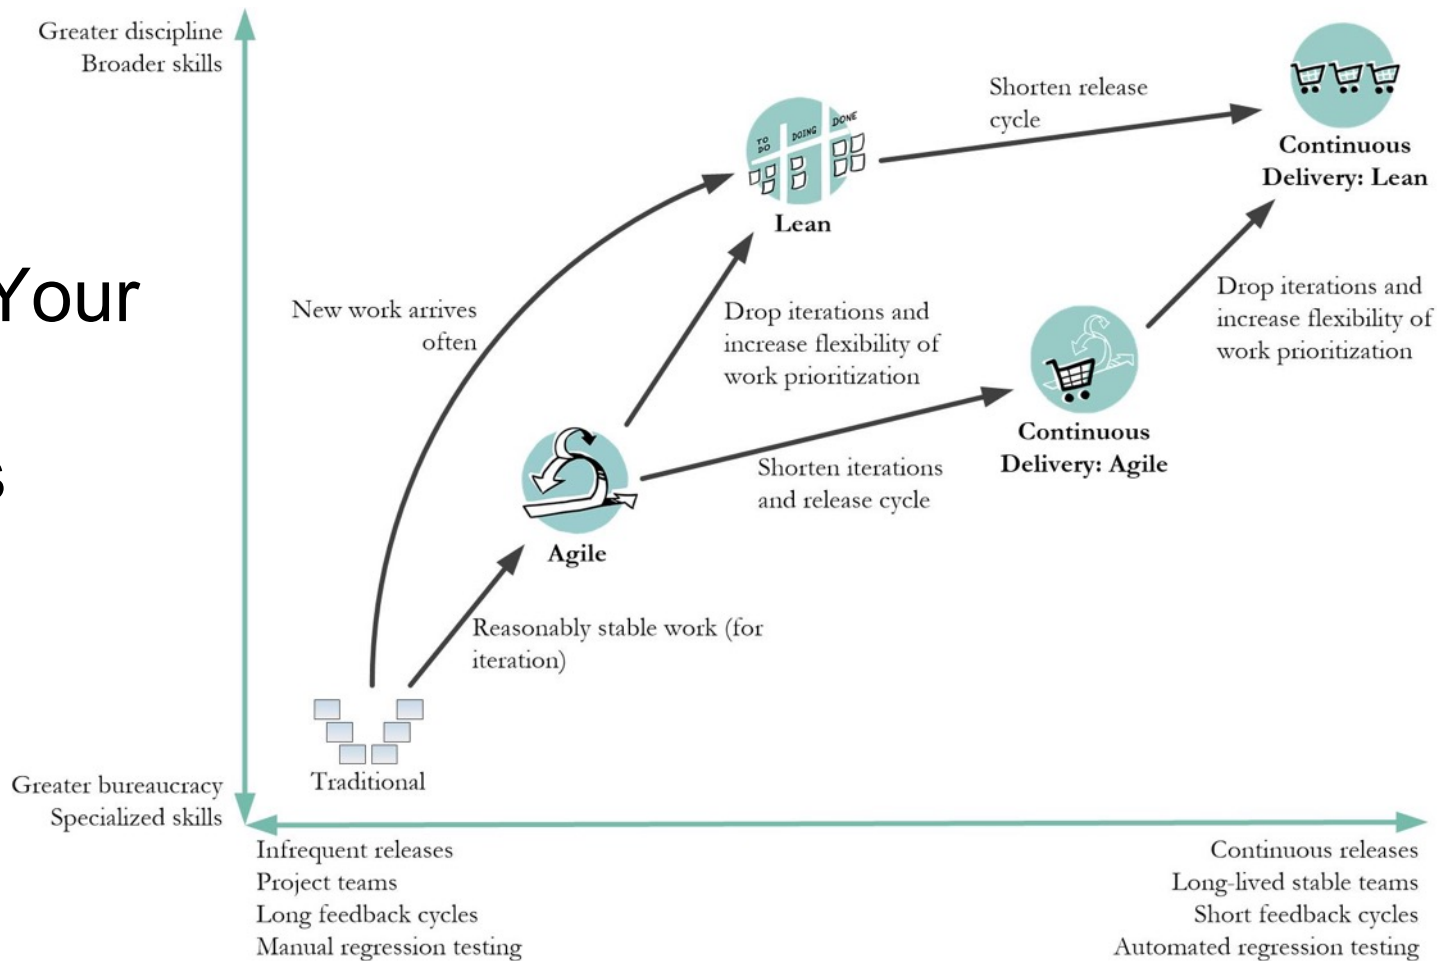 Greater discipline
Broader skills
TO
DO
DOING
DONE
Lean
Shorten release
cycle
Continuous
Delivery: Lean
Your
s
New work arrives
often
Drop iterations and
increase flexibility of
work prioritization
Drop iterations and
increase flexibility of
work prioritization
Continuous
Delivery: Agile
Shorten iterations
and release cycle
Agile
Reasonably stable work (for
iteration)
Traditional
Greater bureaucracy
Specialized skills
Infrequent releases
Project teams
Long feedback cycles
Manual regression testing
Continuous releases
Long-lived stable teams
Short feedback cycles
Automated regression testing